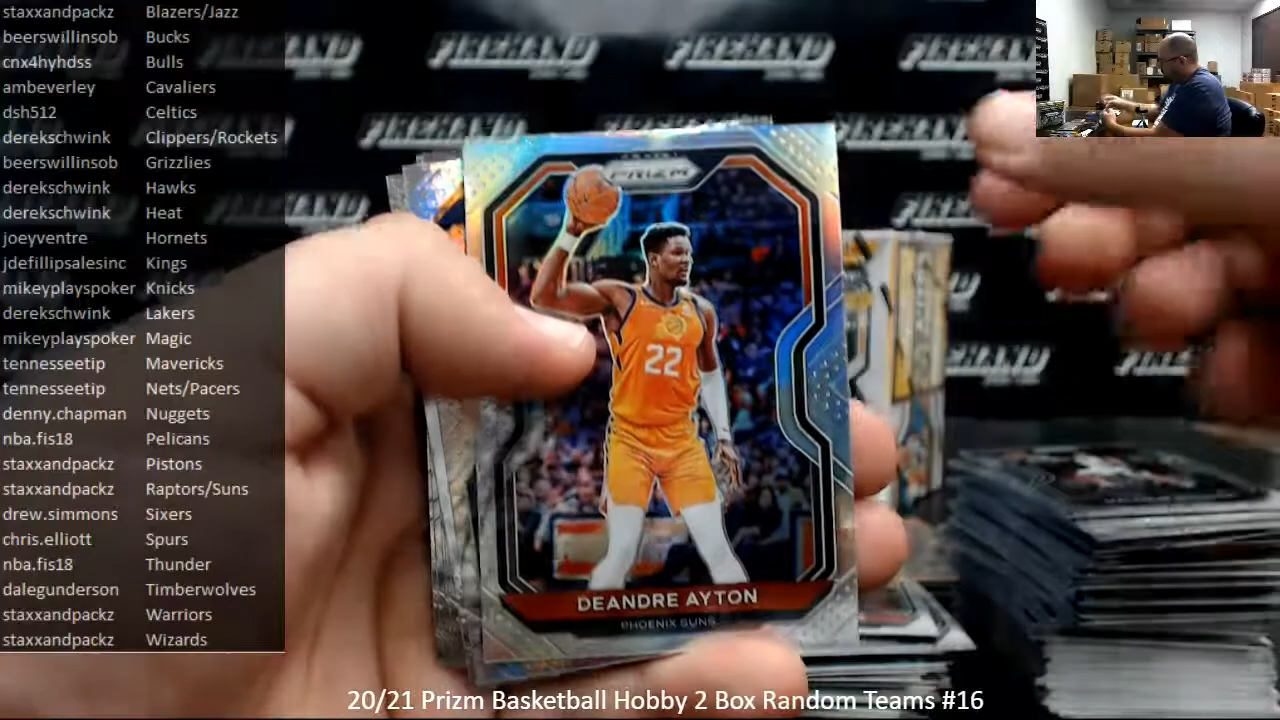 staxxandpackz Blazers/Jazz
beerswillinsob Bucks
cnx4hyhdss Bulls
ambeverley Cavaliers
dsh512 Celtics
derekschwink Clippers/Rockets
beerswillinsob Grizzlies
derekschwink Hawks
derekschwink Heat
joeyventre Hornets
jdefillipsalesinc Kings
mikeyplayspoker Knicks
derekschwink Lakers
mikeyplayspoker Magic
tennesseetip Mavericks
tennesseetip Nets/Pacers
denny.chapman Nuggets
nba.fis18 Pelicans
staxxandpackz Pistons
staxxandpackz Raptors/Suns
drew.simmons Sixers
chris.elliott Spurs
nba.fis18 Thunder
dalegunderson Timberwolves
staxxandpackz Warriors
staxxandpackz Wizards
FIREHAND FIREHAND FIREHAND
FIREHAND
PRIZM
22
DEANDRE AYTON
PHOENIX SUNS
20/21 Prizm Basketball Hobby 2 Box Random Teams #16